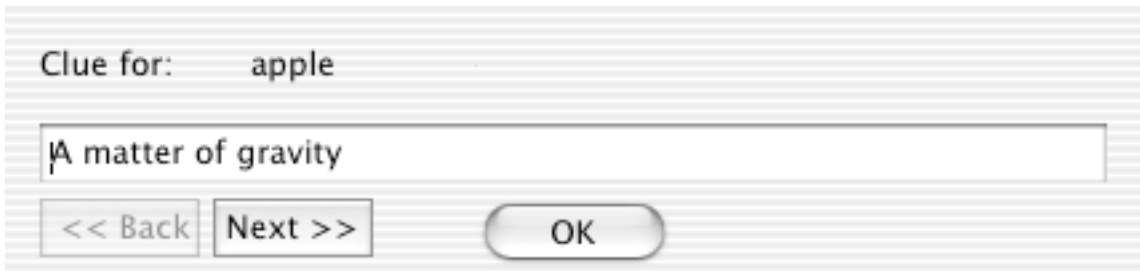 Clue for: apple
A matter of gravity
<< Back Next >> OK